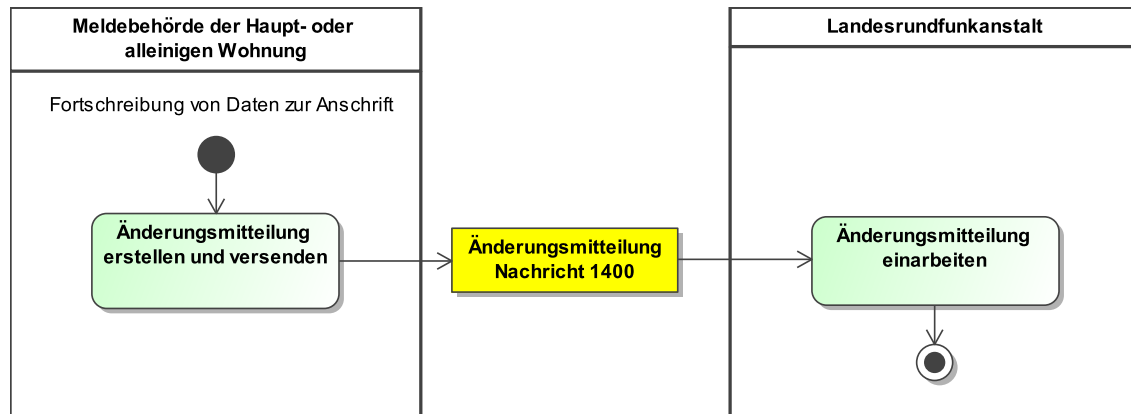 Meldebehörde der Haupt- oder
alleinigen Wohnung
Landesrundfunkanstalt
Fortschreibung von Daten zur Anschrift
Änderungsmitteilung
erstellen und versenden
Änderungsmitteilung
Nachricht 1400
Änderungsmitteilung
einarbeiten